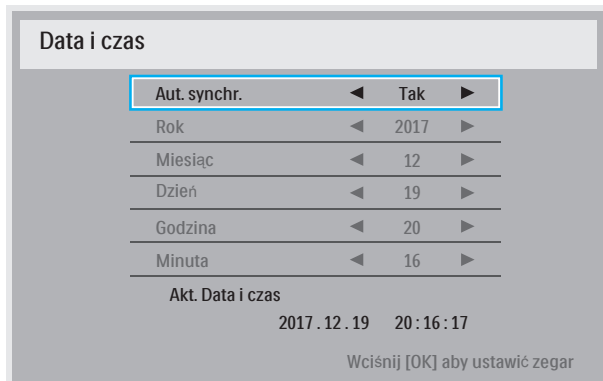 Data i czas
Aut. synchr. ◄ Tak ►
Rok ◄ 2017 ►
Miesiąc ◄ 12 ►
Dzień ◄ 19 ►
Godzina ◄ 20 ►
Minuta ◄ 16 ►
Akt. Data i czas
2017 . 12 . 19 20 : 16 : 17
Wciśnij [OK] aby ustawić zegar